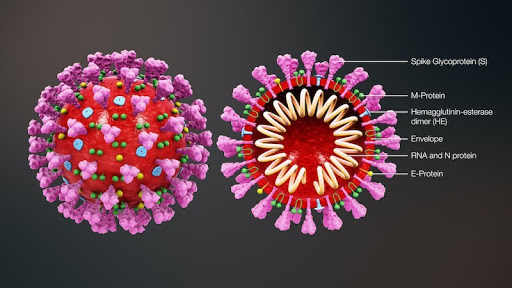 Spike Glycoprotein (S)
M-Protein
Hemagglutinin-esterase
dimer (HE)
Envelope
RNA and N protein
E-Protein